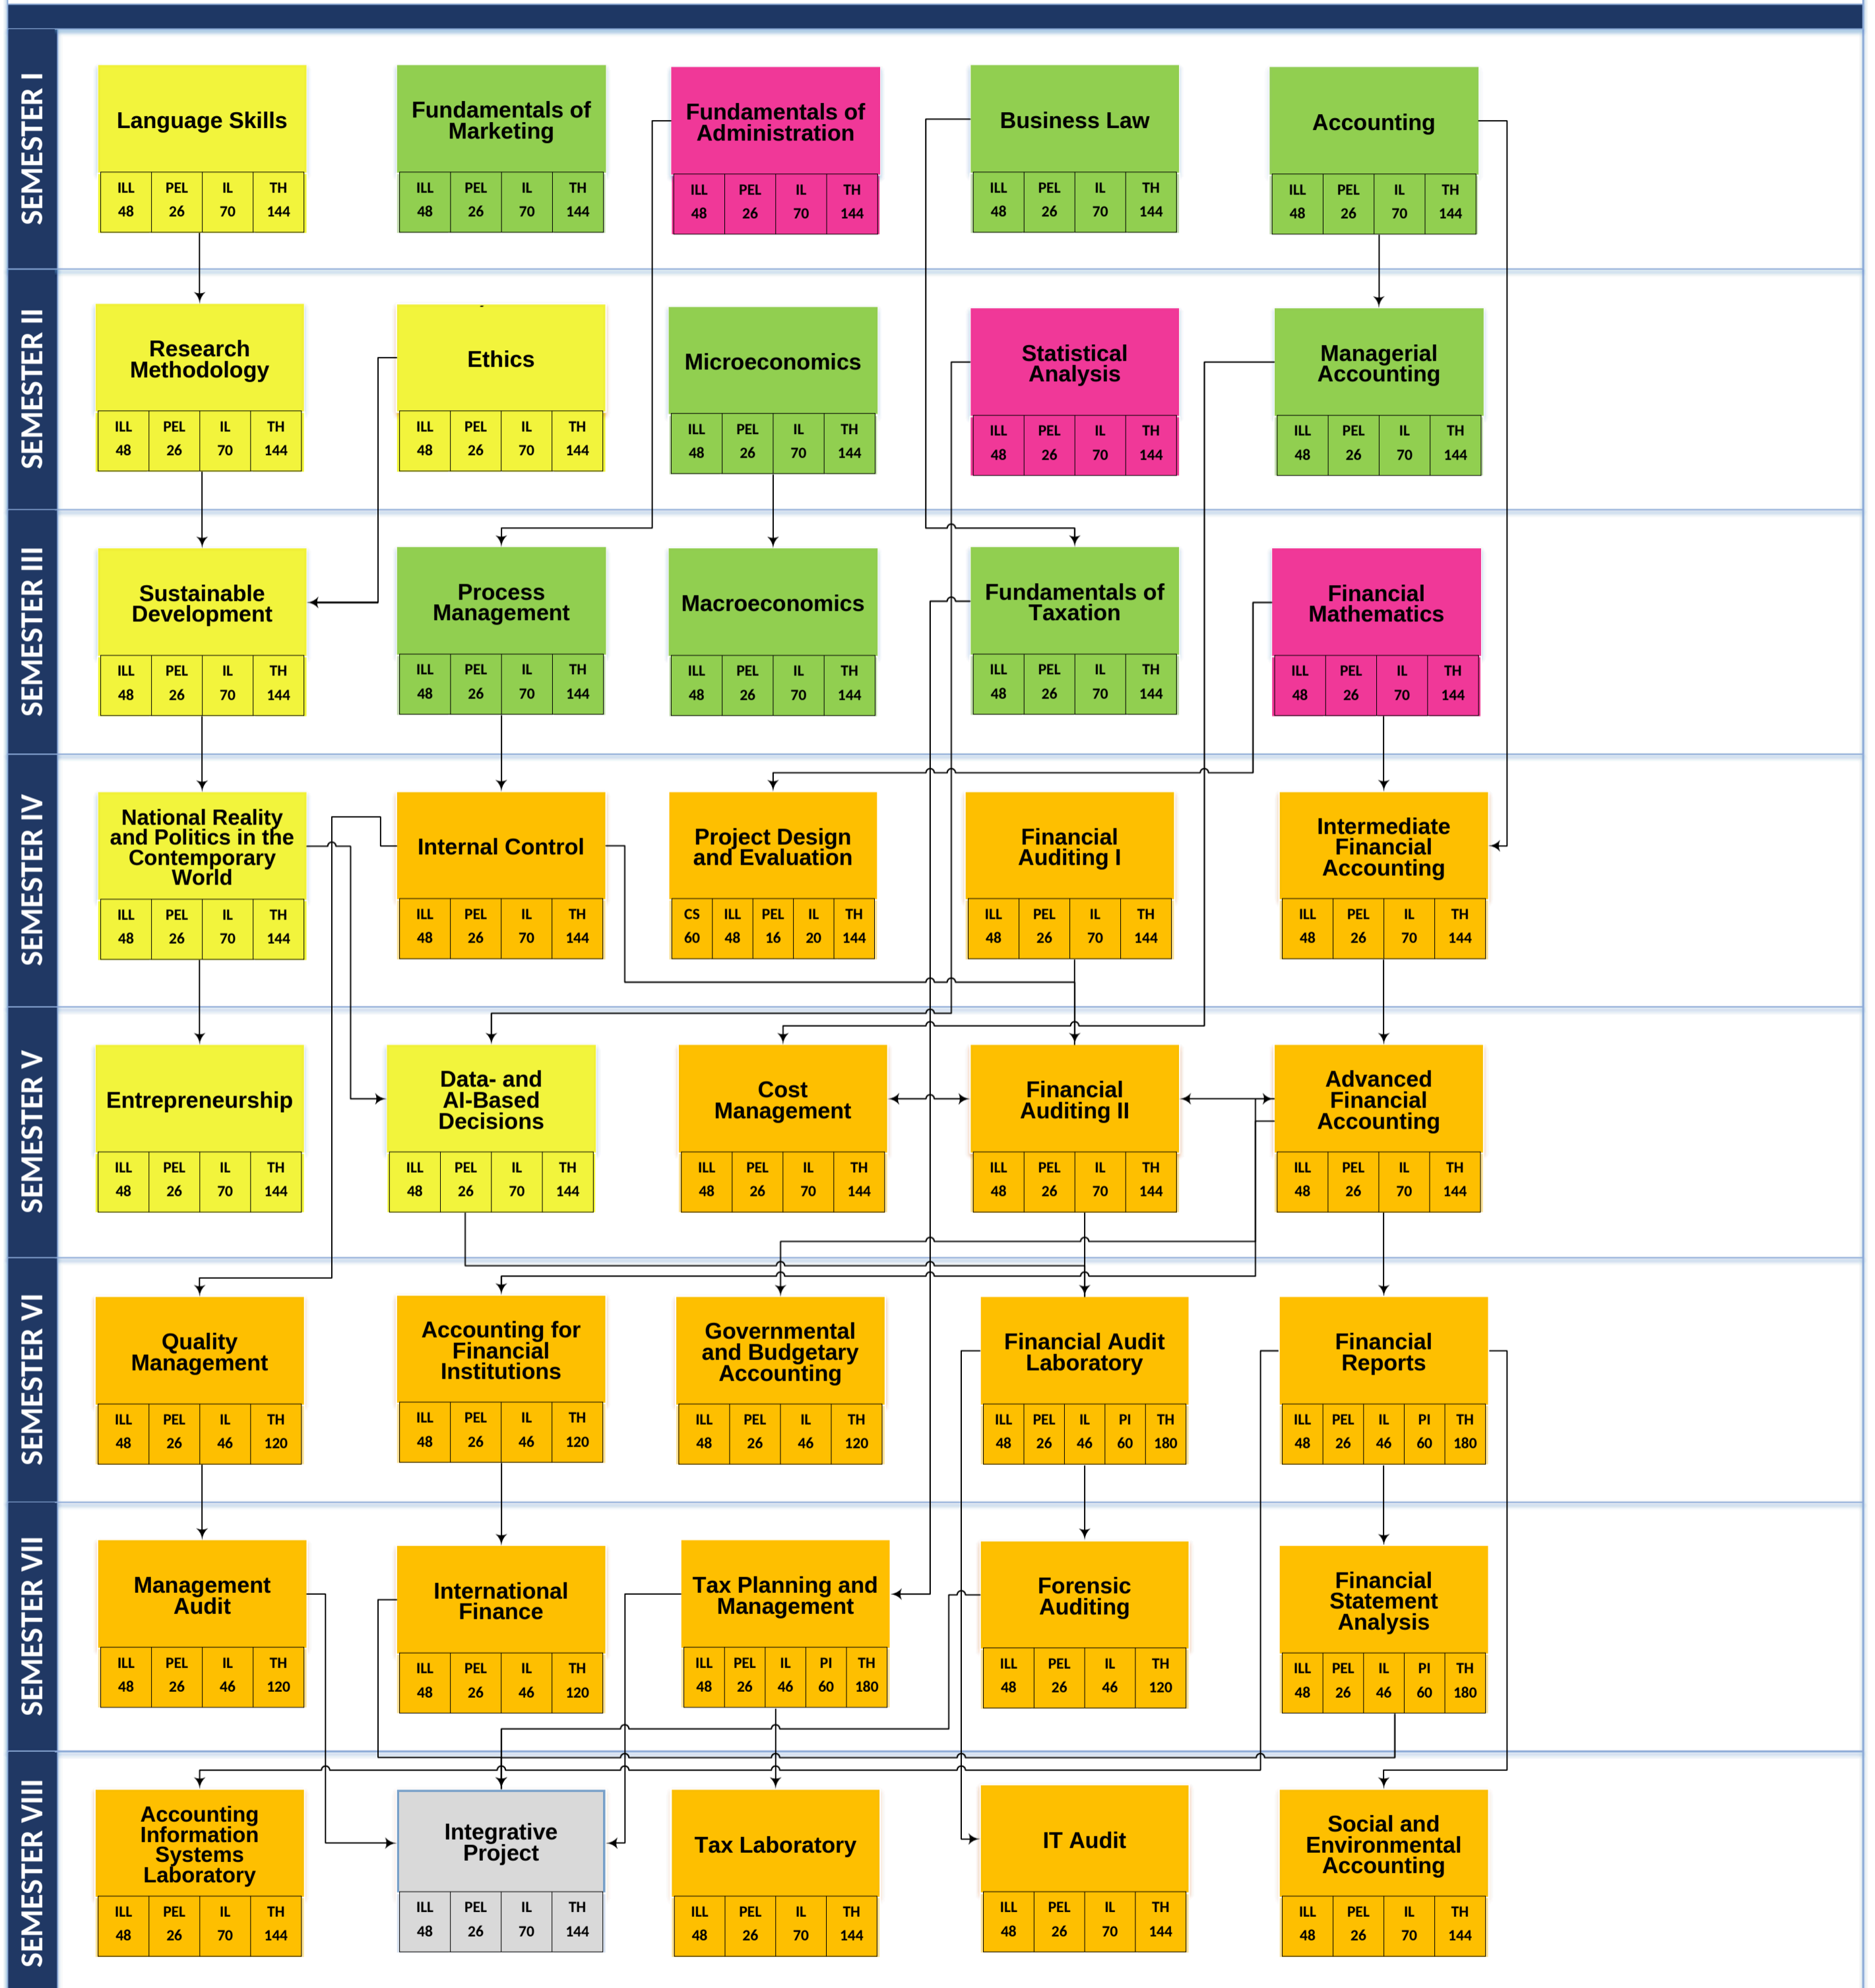 SEMESTER I
Language Skills
ILL PEL IL TH
48 26 70 144
Fundamentals of
Marketing
ILL PEL IL TH
48 26 70 144
Fundamentals of
Administration
ILL PEL IL TH
48 26 70 144
Business Law
ILL PEL IL TH
48 26 70 144
Accounting
ILL PEL IL TH
48 26 70 144
SEMESTER II
Research
Methodology
ILL PEL IL TH
48 26 70 144
Ethics
ILL PEL IL TH
48 26 70 144
Microeconomics
ILL PEL IL TH
48 26 70 144
Statistical
Analysis
ILL PEL IL TH
48 26 70 144
Managerial
Accounting
ILL PEL IL TH
48 26 70 144
SEMESTER III
Sustainable
Development
ILL PEL IL TH
48 26 70 144
Process
Management
ILL PEL IL TH
48 26 70 144
Macroeconomics
ILL PEL IL TH
48 26 70 144
Fundamentals of
Taxation
ILL PEL IL TH
48 26 70 144
Financial
Mathematics
ILL PEL IL TH
48 26 70 144
SEMESTER IV
National Reality
and Politics in the
Contemporary
World
ILL PEL IL TH
48 26 70 144
Internal Control
ILL PEL IL TH
48 26 70 144
Project Design
and Evaluation
CS ILL PEL IL TH
60 48 16 20 144
Financial
Auditing I
ILL PEL IL TH
48 26 70 144
Intermediate
Financial
Accounting
ILL PEL IL TH
48 26 70 144
SEMESTER V
Entrepreneurship
ILL PEL IL TH
48 26 70 144
Data- and
AI-Based
Decisions
ILL PEL IL TH
48 26 70 144
Cost
Management
ILL PEL IL TH
48 26 70 144
Financial
Auditing II
ILL PEL IL TH
48 26 70 144
Advanced
Financial
Accounting
ILL PEL IL TH
48 26 70 144
SEMESTER VI
Quality
Management
ILL PEL IL TH
48 26 46 120
Accounting for
Financial
Institutions
ILL PEL IL TH
48 26 46 120
Governmental
and Budgetary
Accounting
ILL PEL IL TH
48 26 46 120
Financial Audit
Laboratory
ILL PEL IL PI TH
48 26 46 60 180
Financial
Reports
ILL PEL IL PI TH
48 26 46 60 180
SEMESTER VII
Management
Audit
ILL PEL IL TH
48 26 46 120
International
Finance
ILL PEL IL TH
48 26 46 120
Tax Planning and
Management
ILL PEL IL PI TH
48 26 46 60 180
Forensic
Auditing
ILL PEL IL TH
48 26 46 120
Financial
Statement
Analysis
ILL PEL IL PI TH
48 26 46 60 180
SEMESTER VIII
Accounting
Information
Systems
Laboratory
ILL PEL IL TH
48 26 70 144
Integrative
Project
ILL PEL IL TH
48 26 70 144
Tax Laboratory
ILL PEL IL TH
48 26 70 144
IT Audit
ILL PEL IL TH
48 26 70 144
Social and
Environmental
Accounting
ILL PEL IL TH
48 26 70 144